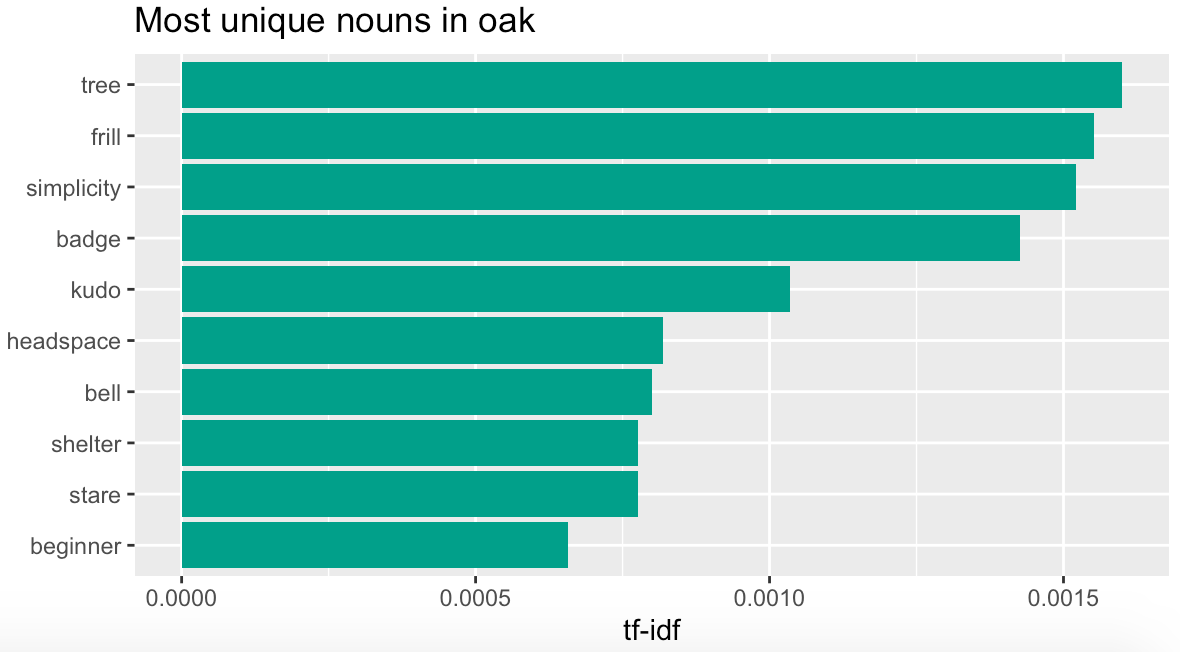 Most unique nouns in oak
tree
frill
simplicity
badge
kudo
headspace
bell
shelter
stare
beginner
0.0000 0.0005 0.0010 0.0015
tf-idf